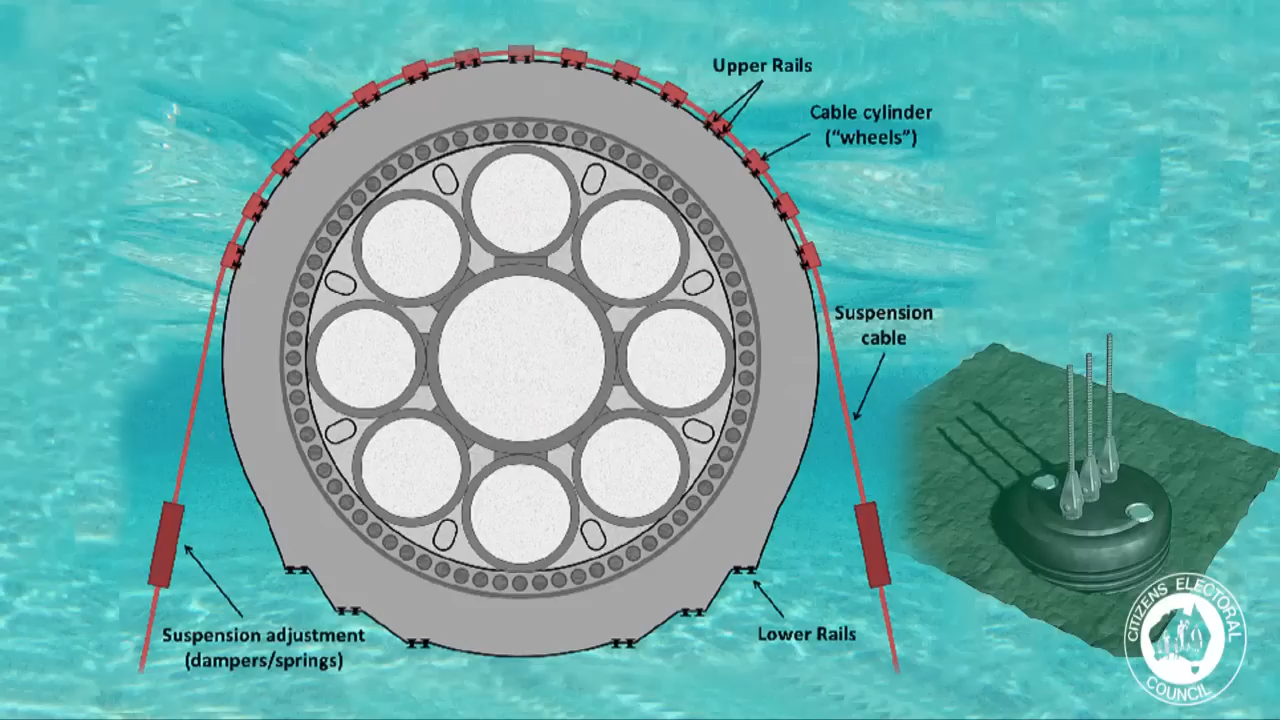 Upper Rails
Cable cylinder
("wheels")
Suspension
cable
Suspension adjustment
(dampers/springs)
Lower Rails
CITIZENS ELECTORAL
COUNCIL